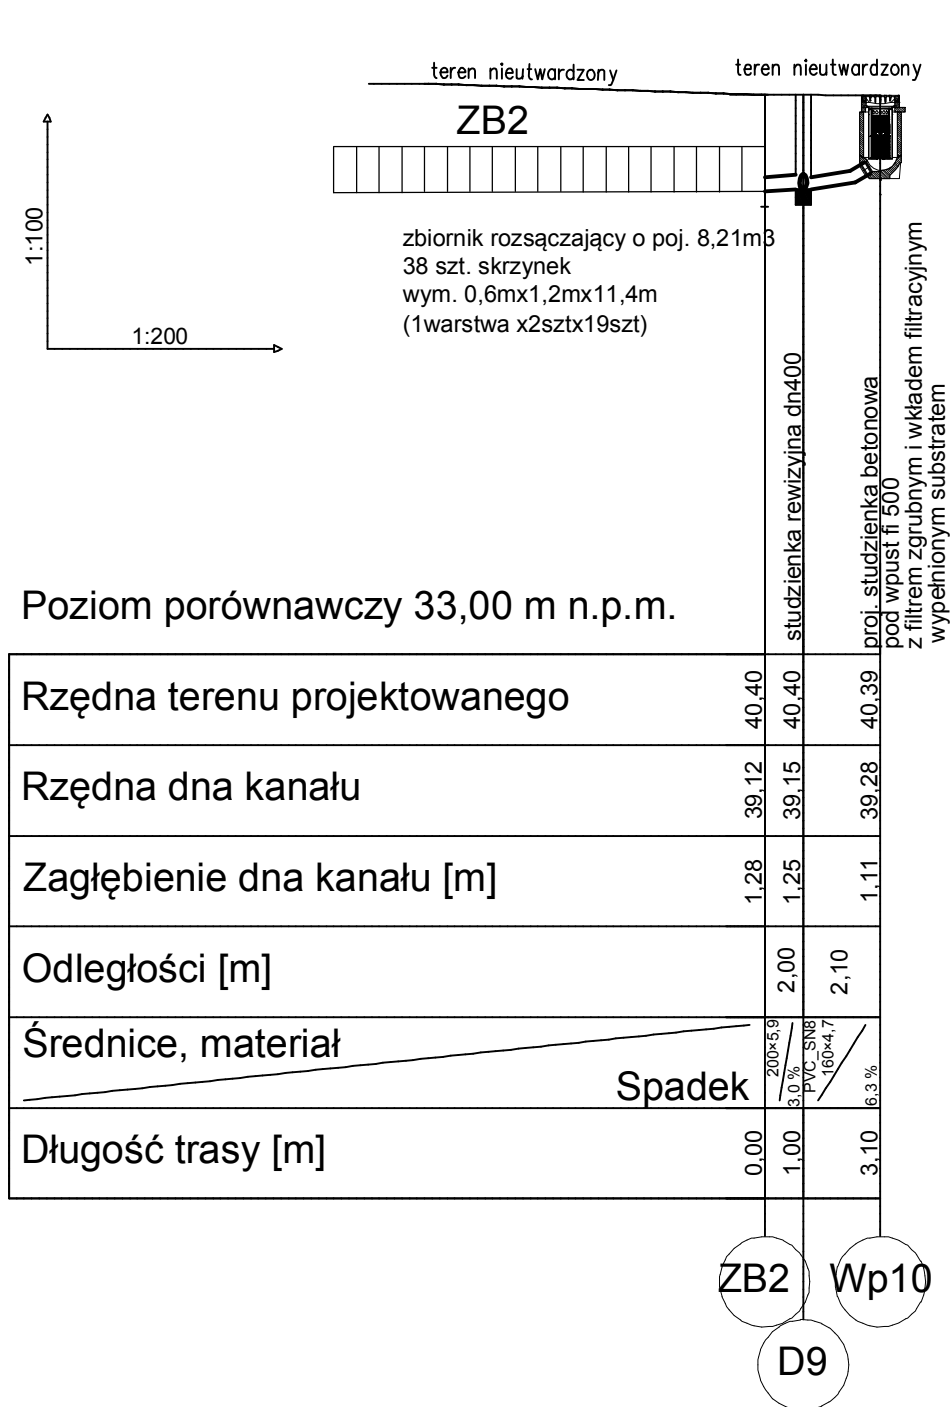 teren nieutwardzony
teren nieutwardzony
ZB2
1:100
1:200
zbiornik rozsączający o poj. 8,21m3
38 szt. skrzynek
wym. 0,6mx1,2mx11,4m
(1warstwa x2sztx19szt)
studzienka rewizyjna dn400
proj. studzienka betonowa
pod wpust fi 500
z filtrem zgrubnym i wkładem filtracyjnym
wypełnionym substratem
Poziom porównawczy 33,00 m n.p.m.
Rzędna terenu projektowanego
40,40
40,40
40,39
Rzędna dna kanału
39,12
39,15
39,28
Zagłębienie dna kanału [m]
1,28
1,25
1,11
Odległości [m]
2,00
2,10
Średnice, materiał
Spadek
200×5,9
3,0 %
PVC_SN8
160×4,7
6,3 %
Długość trasy [m]
0,00
1,00
3,10
ZB2
Wp10
D9